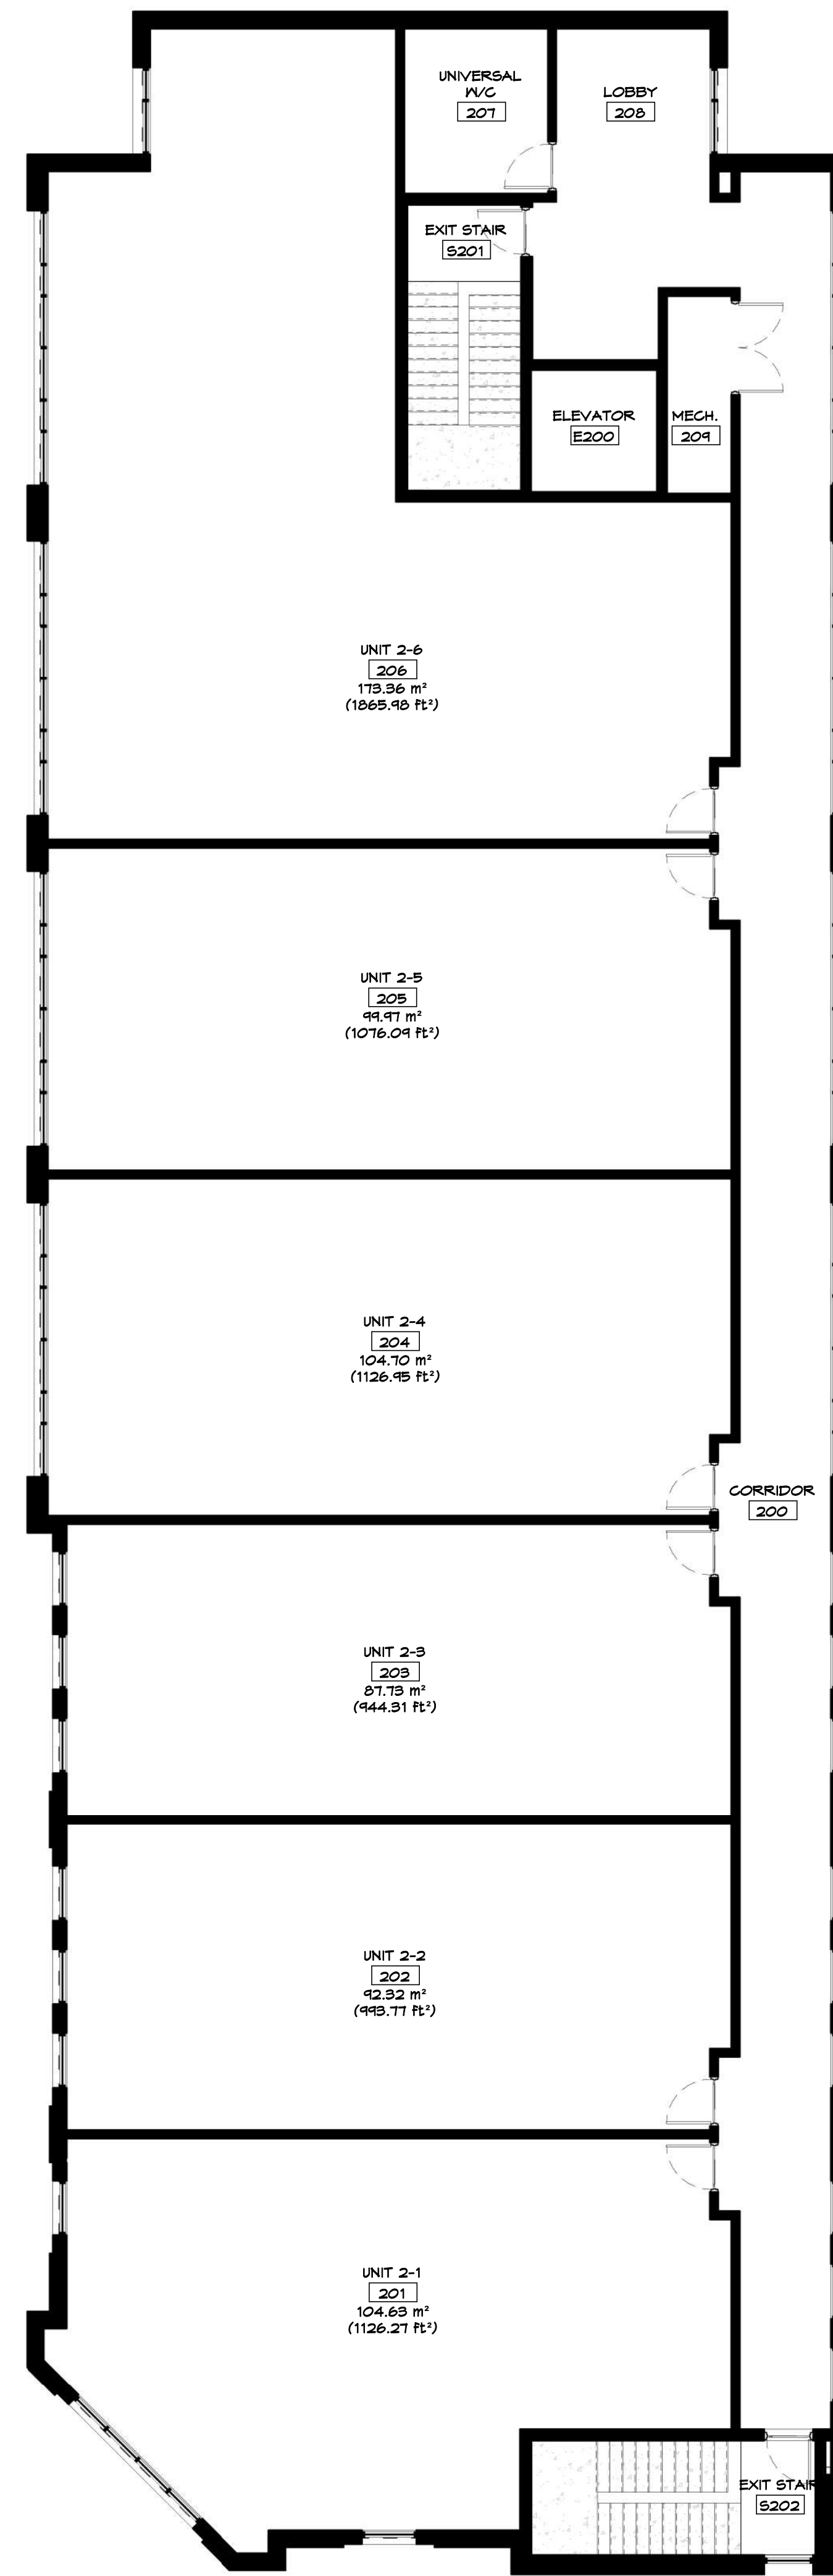 UNIVERSAL
W/C
207
LOBBY
208
EXIT STAIR
S201
ELEVATOR
E200
MECH.
209
UNIT 2-6
206
173.36 m²
(1865.98 ft²)
UNIT 2-5
205
99.97 m²
(1076.09 ft²)
UNIT 2-4
204
104.70 m²
(1126.95 ft²)
CORRIDOR
200
UNIT 2-3
203
87.73 m²
(944.31 ft²)
UNIT 2-2
202
92.32 m²
(993.77 ft²)
UNIT 2-1
201
104.63 m²
(1126.27 ft²)
EXIT STAIR
S202